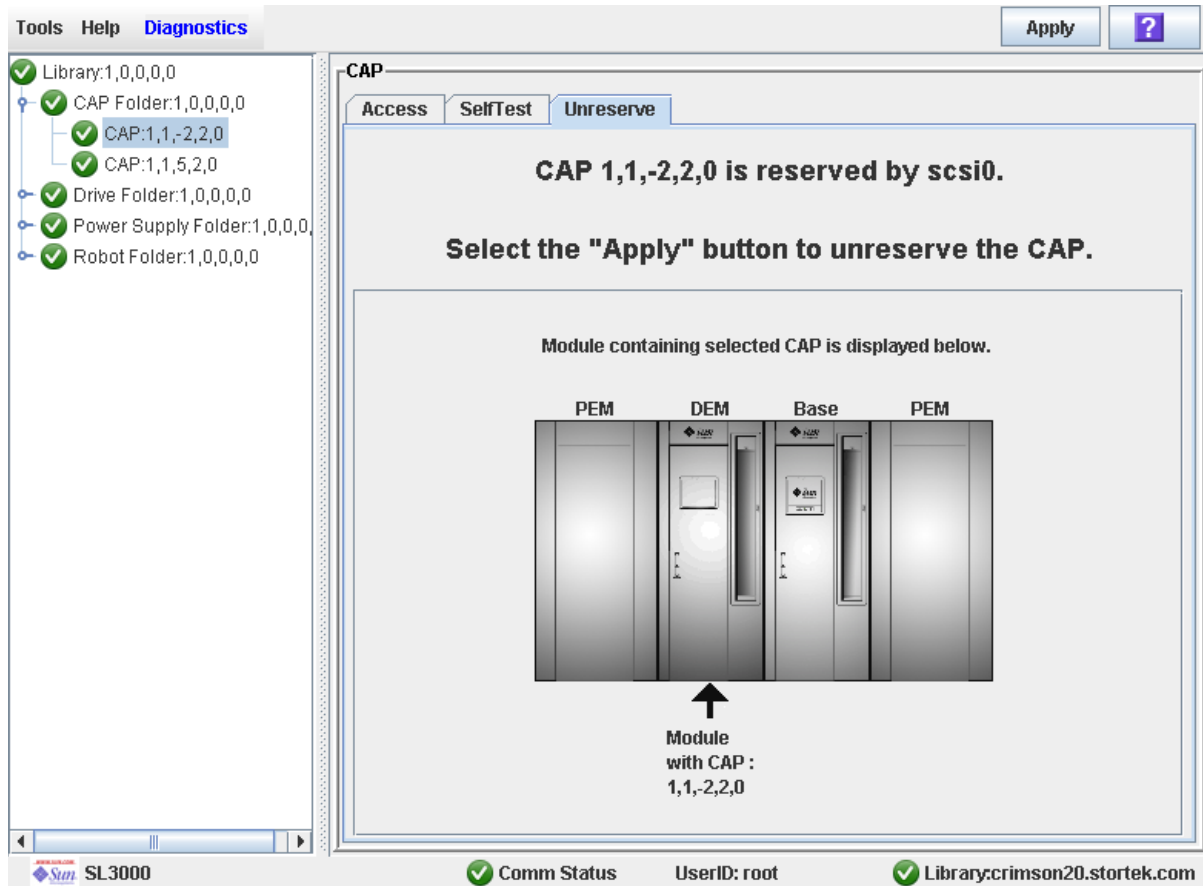 Tools Help Diagnostics
Apply
?
Library:1,0,0,0,0
CAP Folder:1,0,0,0,0
CAP:1,1,-2,2,0
CAP:1,1,5,2,0
Drive Folder:1,0,0,0,0
Power Supply Folder:1,0,0,0,
Robot Folder:1,0,0,0,0
CAP
Access SelfTest Unreserve
CAP 1,1,-2,2,0 is reserved by scsi0.
Select the "Apply" button to unreserve the CAP.
Module containing selected CAP is displayed below.
PEM DEM Base PEM
Sun
Module
with CAP :
1,1,-2,2,0
Sun SL3000
Comm Status
UserID: root
Library:crimson20.stortek.com